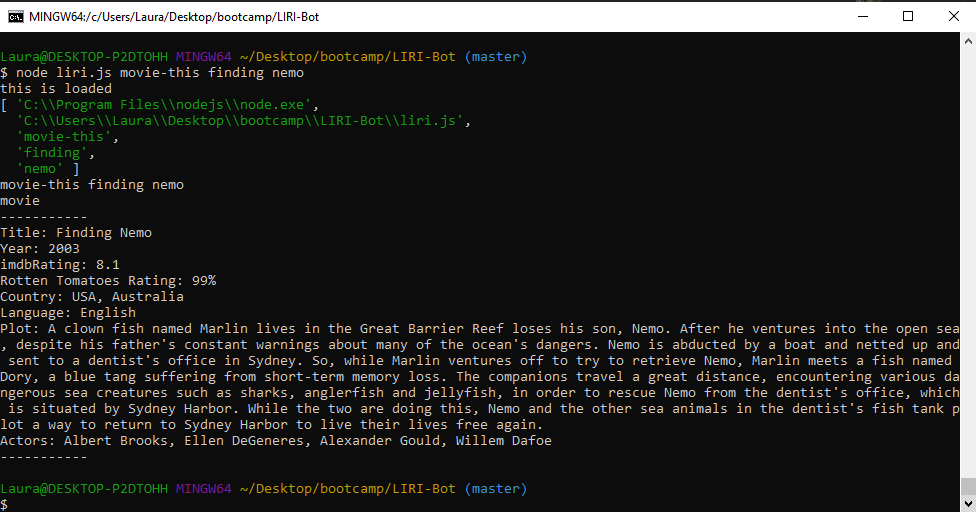 MINGW64:/c/Users/Laura/Desktop/bootcamp/LIRI-Bot
Laura@DESKTOP-P2DTOHH MINGW64 ~/Desktop/bootcamp/LIRI-Bot (master)
$ node liri.js movie-this finding nemo
this is loaded
[ 'C:\\Program Files\\nodejs\\node.exe',
  'C:\\Users\\Laura\\Desktop\\bootcamp\\LIRI-Bot\\liri.js',
  'movie-this',
  'finding',
  'nemo' ]
movie-this finding nemo
movie
-----------
Title: Finding Nemo
Year: 2003
imdbRating: 8.1
Rotten Tomatoes Rating: 99%
Country: USA, Australia
Language: English
Plot: A clown fish named Marlin lives in the Great Barrier Reef loses his son, Nemo. After he ventures into the open sea
, despite his father's constant warnings about many of the ocean's dangers. Nemo is abducted by a boat and netted up and
 sent to a dentist's office in Sydney. So, while Marlin ventures off to try to retrieve Nemo, Marlin meets a fish named
Dory, a blue tang suffering from short-term memory loss. The companions travel a great distance, encountering various da
ngerous sea creatures such as sharks, anglerfish and jellyfish, in order to rescue Nemo from the dentist's office, which
 is situated by Sydney Harbor. While the two are doing this, Nemo and the other sea animals in the dentist's fish tank p
lot a way to return to Sydney Harbor to live their lives free again.
Actors: Albert Brooks, Ellen DeGeneres, Alexander Gould, Willem Dafoe
-----------
Laura@DESKTOP-P2DTOHH MINGW64 ~/Desktop/bootcamp/LIRI-Bot (master)
$